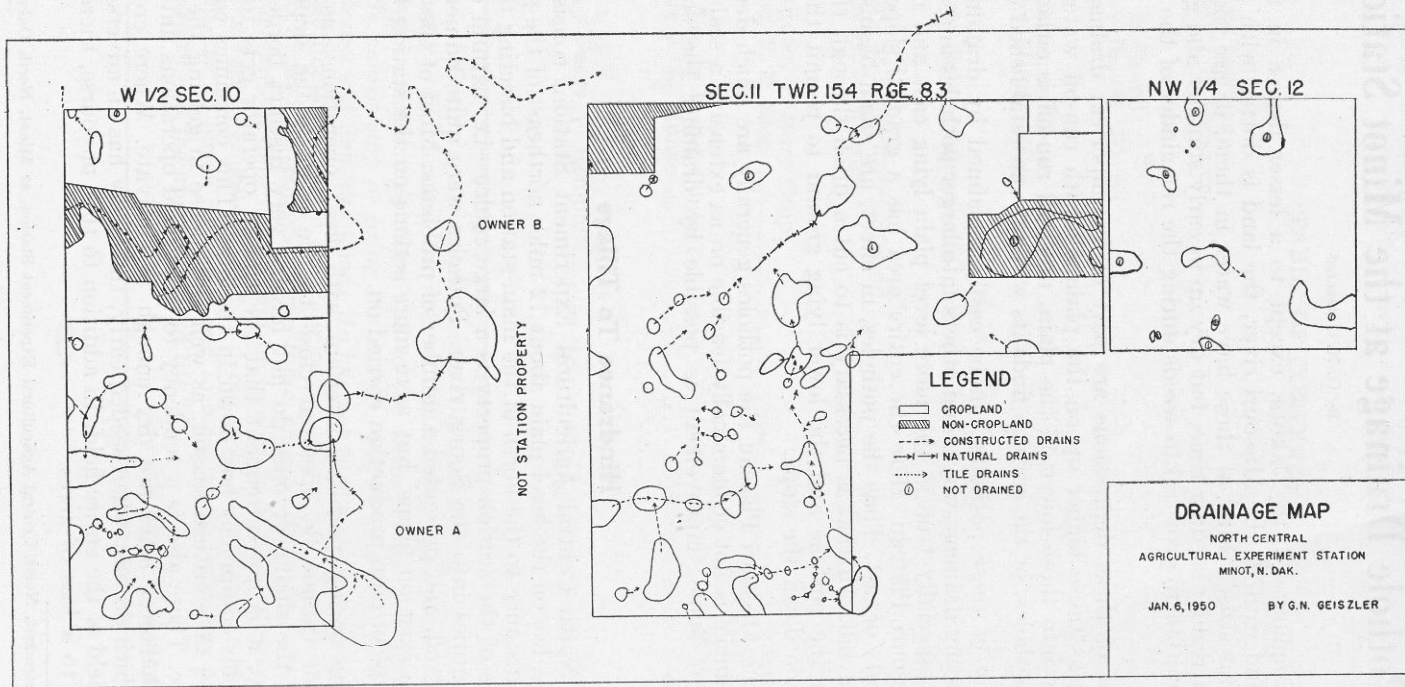 W 1/2 SEC. 10
SEC. 11 TWP. 154 RGE. 83
NW 1/4 SEC. 12
OWNER B
NOT STATION PROPERTY
OWNER A
LEGEND
CROPLAND
NON-CROPLAND
CONSTRUCTED DRAINS
NATURAL DRAINS
TILE DRAINS
NOT DRAINED
DRAINAGE MAP
NORTH CENTRAL
AGRICULTURAL EXPERIMENT STATION
MINOT, N. DAK.
JAN. 6, 1950 BY G.N. GEISZLER